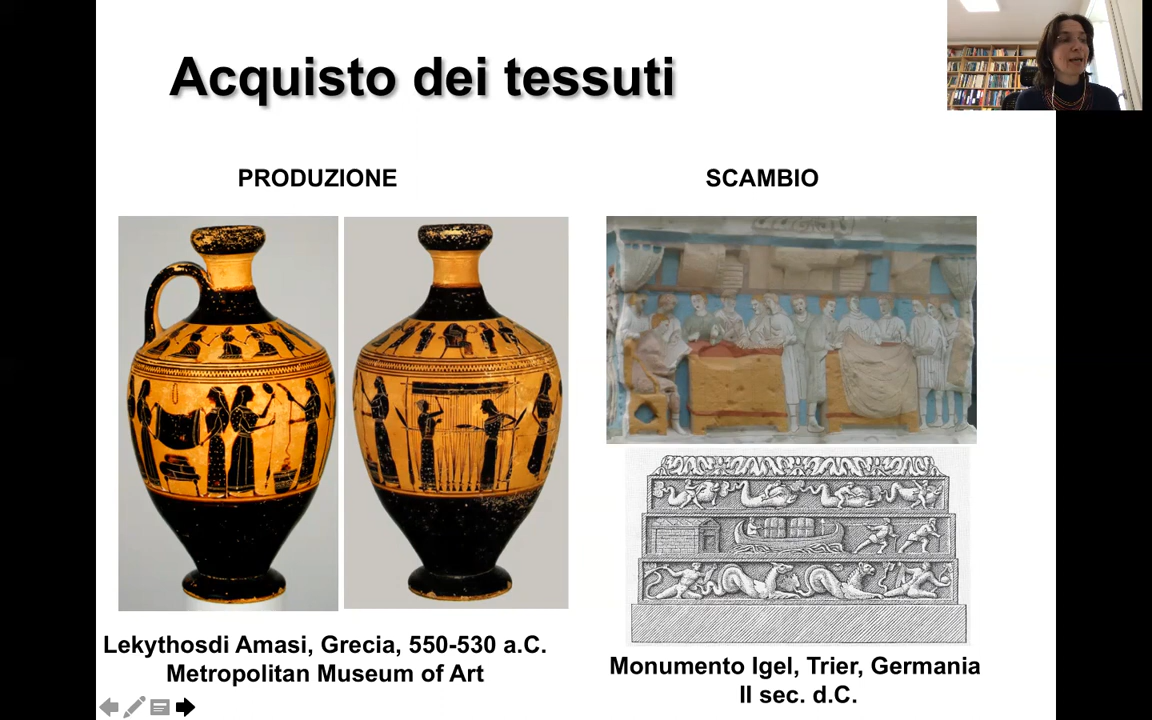 Acquisto dei tessuti
PRODUZIONE
SCAMBIO
Lekythosdi Amasi, Grecia, 550-530 a.C.
Metropolitan Museum of Art
Monumento Igel, Trier, Germania
II sec. d.C.